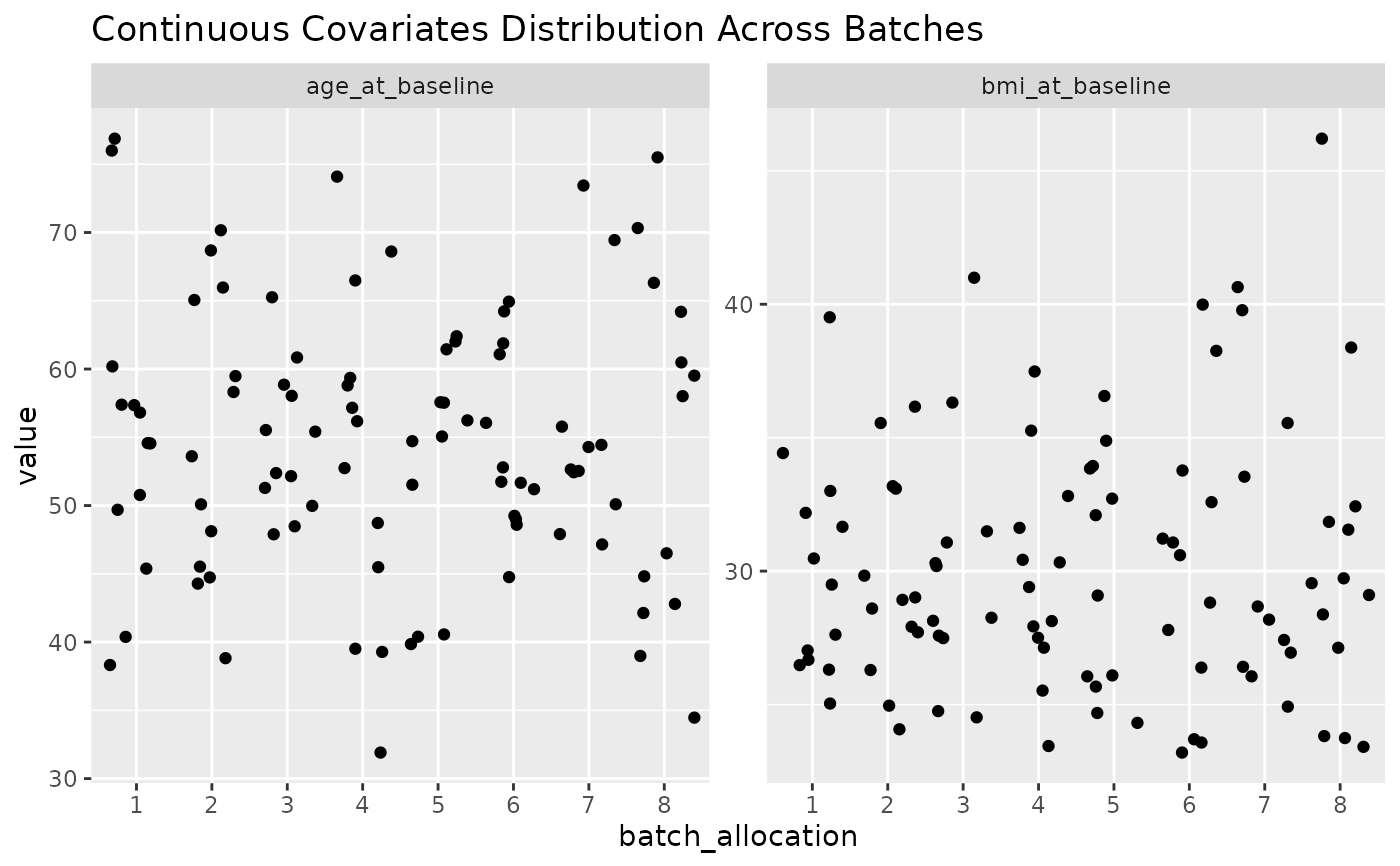 Continuous Covariates Distribution Across Batches
age_at_baseline
bmi_at_baseline
value
70
60
50
40
30
40
30
1 2 3 4 5 6 7 8
1 2 3 4 5 6 7 8
batch_allocation